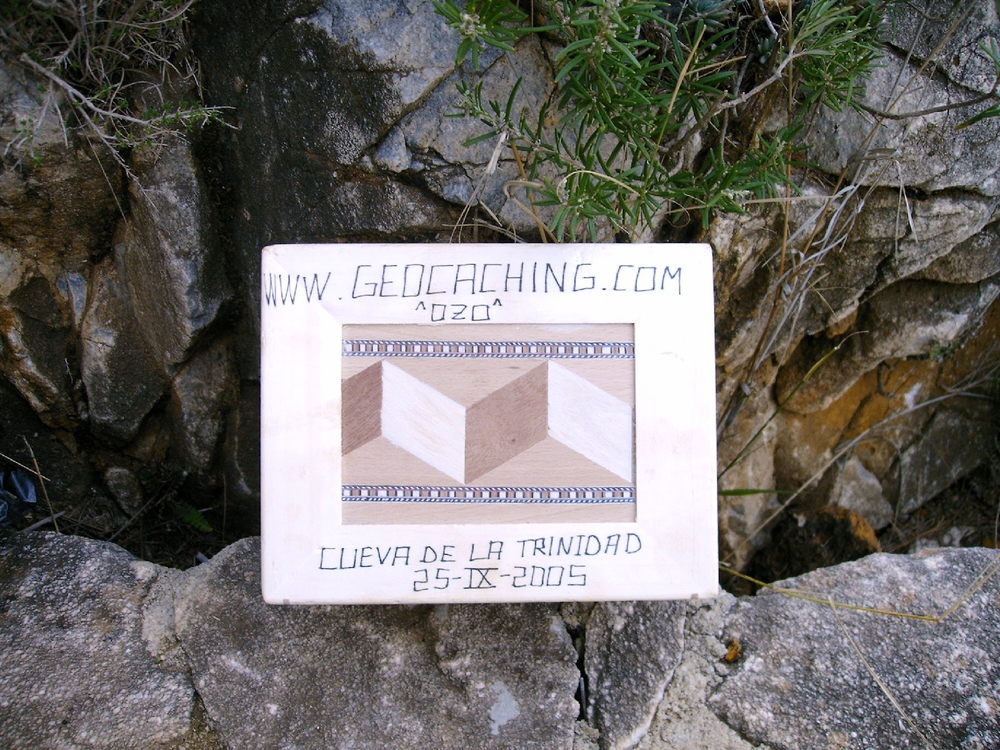 WWW.GEOCACHING.COM
^OZO^
CUEVA DE LA TRINIDAD
25-IX-2005